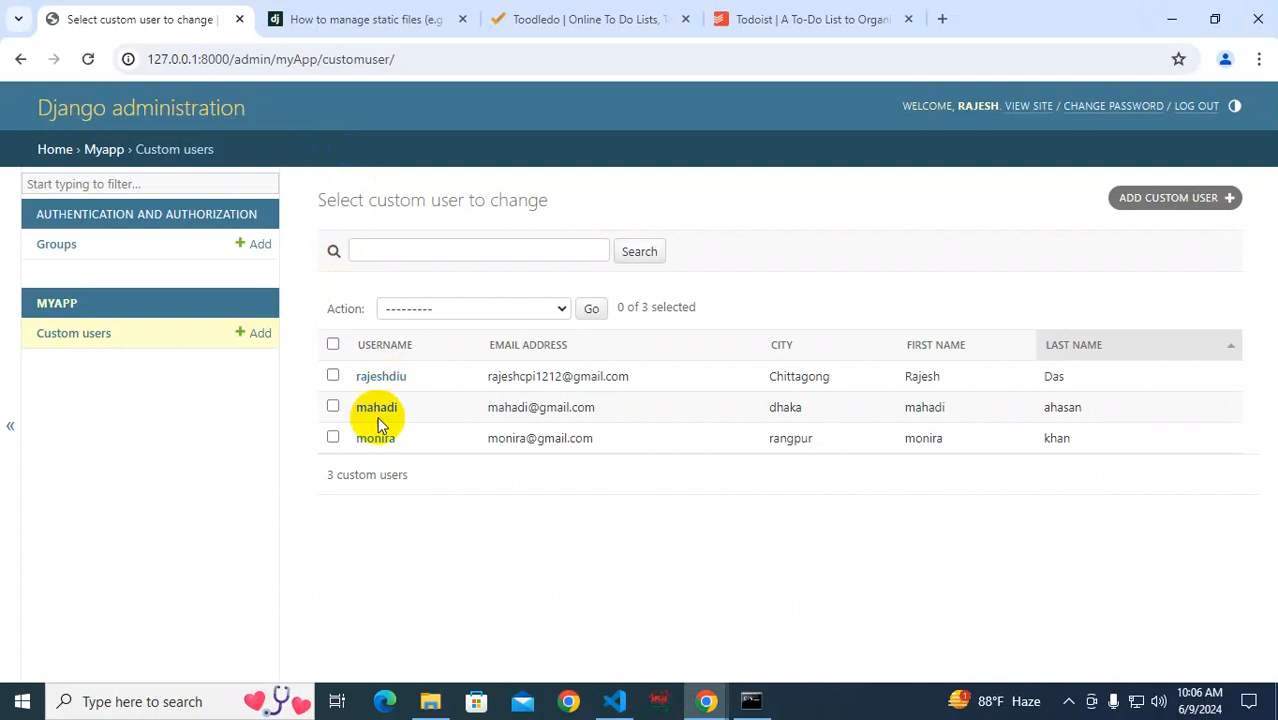 Select custom user to change |
How to manage static files (e.g
Toodledo | Online To Do Lists, T
Todoist | A To-Do List to Organi
127.0.0.1:8000/admin/myApp/customuser/
Django administration
WELCOME, RAJESH. VIEW SITE / CHANGE PASSWORD / LOG OUT
Home › Myapp › Custom users
Start typing to filter...
AUTHENTICATION AND AUTHORIZATION
Groups + Add
MYAPP
Custom users + Add
«
Select custom user to change
ADD CUSTOM USER +
Search
Action: --------- Go 0 of 3 selected
USERNAME EMAIL ADDRESS CITY FIRST NAME LAST NAME
rajeshdiu rajeshcpi1212@gmail.com Chittagong Rajesh Das
mahadi mahadi@gmail.com dhaka mahadi ahasan
monira monira@gmail.com rangpur monira khan
3 custom users
Type here to search
1
88°F Haze
10:06 AM
6/9/2024